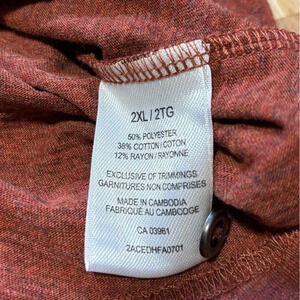 2XL / 2TG
50% POLYESTER
38% COTTON / COTON
12% RAYON / RAYONNE
EXCLUSIVE OF TRIMMINGS
GARNITURES NON COMPRISES
MADE IN CAMBODIA
FABRIQUÉ AU CAMBODGE
CA 03961
2ACEDHFA0701